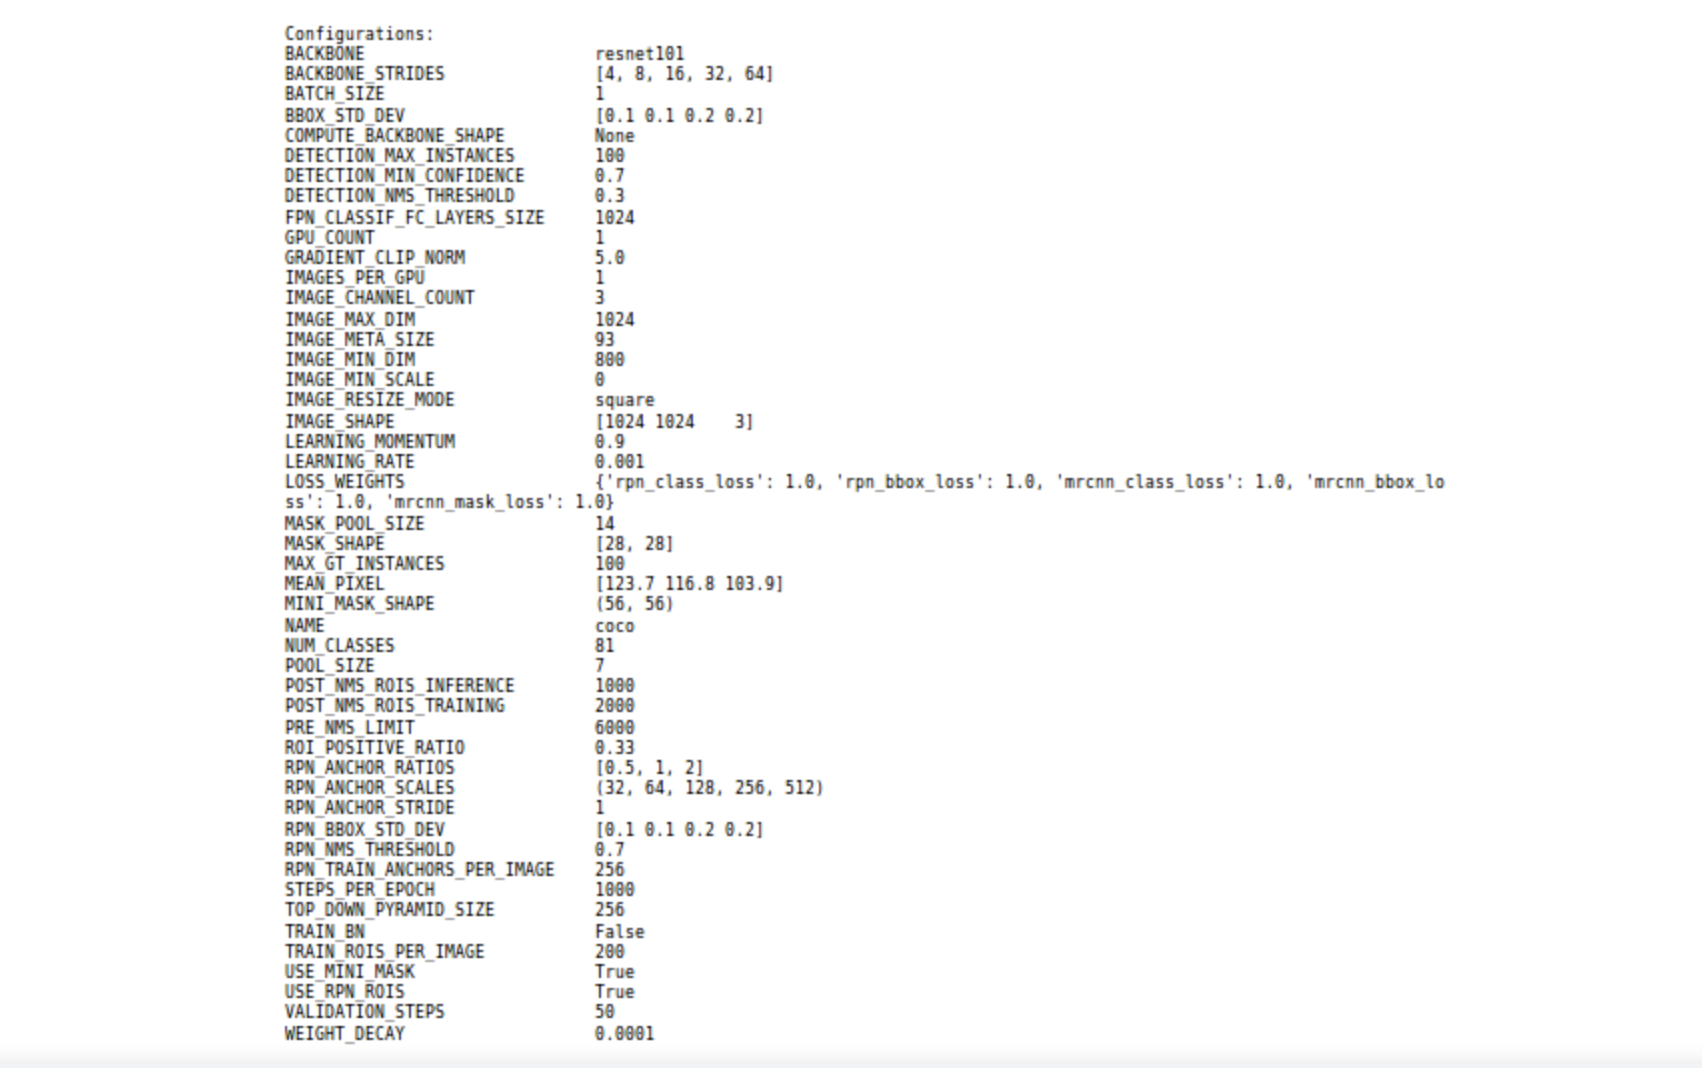 Configurations:
BACKBONE                       resnet101
BACKBONE_STRIDES               [4, 8, 16, 32, 64]
BATCH_SIZE                     1
BBOX_STD_DEV                   [0.1 0.1 0.2 0.2]
COMPUTE_BACKBONE_SHAPE         None
DETECTION_MAX_INSTANCES        100
DETECTION_MIN_CONFIDENCE       0.7
DETECTION_NMS_THRESHOLD        0.3
FPN_CLASSIF_FC_LAYERS_SIZE     1024
GPU_COUNT                      1
GRADIENT_CLIP_NORM             5.0
IMAGES_PER_GPU                 1
IMAGE_CHANNEL_COUNT            3
IMAGE_MAX_DIM                  1024
IMAGE_META_SIZE                93
IMAGE_MIN_DIM                  800
IMAGE_MIN_SCALE                0
IMAGE_RESIZE_MODE              square
IMAGE_SHAPE                    [1024 1024    3]
LEARNING_MOMENTUM              0.9
LEARNING_RATE                  0.001
LOSS_WEIGHTS                   {'rpn_class_loss': 1.0, 'rpn_bbox_loss': 1.0, 'mrcnn_class_loss': 1.0, 'mrcnn_bbox_lo
ss': 1.0, 'mrcnn_mask_loss': 1.0}
MASK_POOL_SIZE                 14
MASK_SHAPE                     [28, 28]
MAX_GT_INSTANCES               100
MEAN_PIXEL                     [123.7 116.8 103.9]
MINI_MASK_SHAPE                (56, 56)
NAME                           coco
NUM_CLASSES                    81
POOL_SIZE                      7
POST_NMS_ROIS_INFERENCE        1000
POST_NMS_ROIS_TRAINING         2000
PRE_NMS_LIMIT                  6000
ROI_POSITIVE_RATIO             0.33
RPN_ANCHOR_RATIOS              [0.5, 1, 2]
RPN_ANCHOR_SCALES              (32, 64, 128, 256, 512)
RPN_ANCHOR_STRIDE              1
RPN_BBOX_STD_DEV               [0.1 0.1 0.2 0.2]
RPN_NMS_THRESHOLD              0.7
RPN_TRAIN_ANCHORS_PER_IMAGE    256
STEPS_PER_EPOCH                1000
TOP_DOWN_PYRAMID_SIZE          256
TRAIN_BN                       False
TRAIN_ROIS_PER_IMAGE           200
USE_MINI_MASK                  True
USE_RPN_ROIS                   True
VALIDATION_STEPS               50
WEIGHT_DECAY                   0.0001